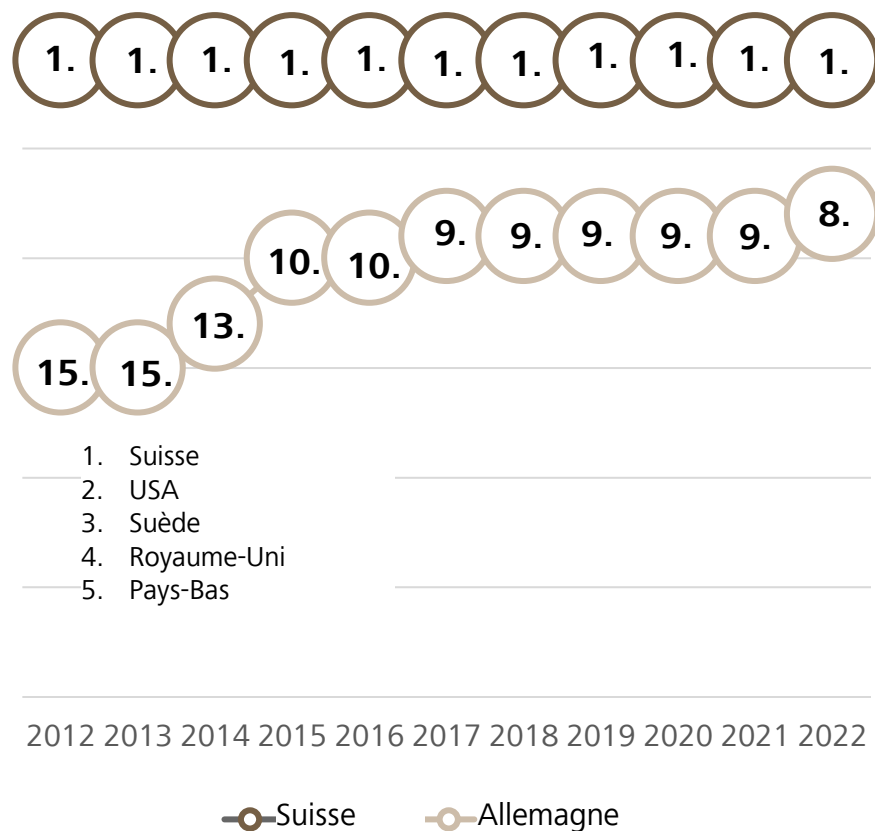 1. 1. 1. 1. 1. 1. 1. 1. 1. 1. 1.
15. 15. 13. 10. 10. 9. 9. 9. 9. 9. 8.
1. Suisse
2. USA
3. Suède
4. Royaume-Uni
5. Pays-Bas
2012 2013 2014 2015 2016 2017 2018 2019 2020 2021 2022
Suisse Allemagne